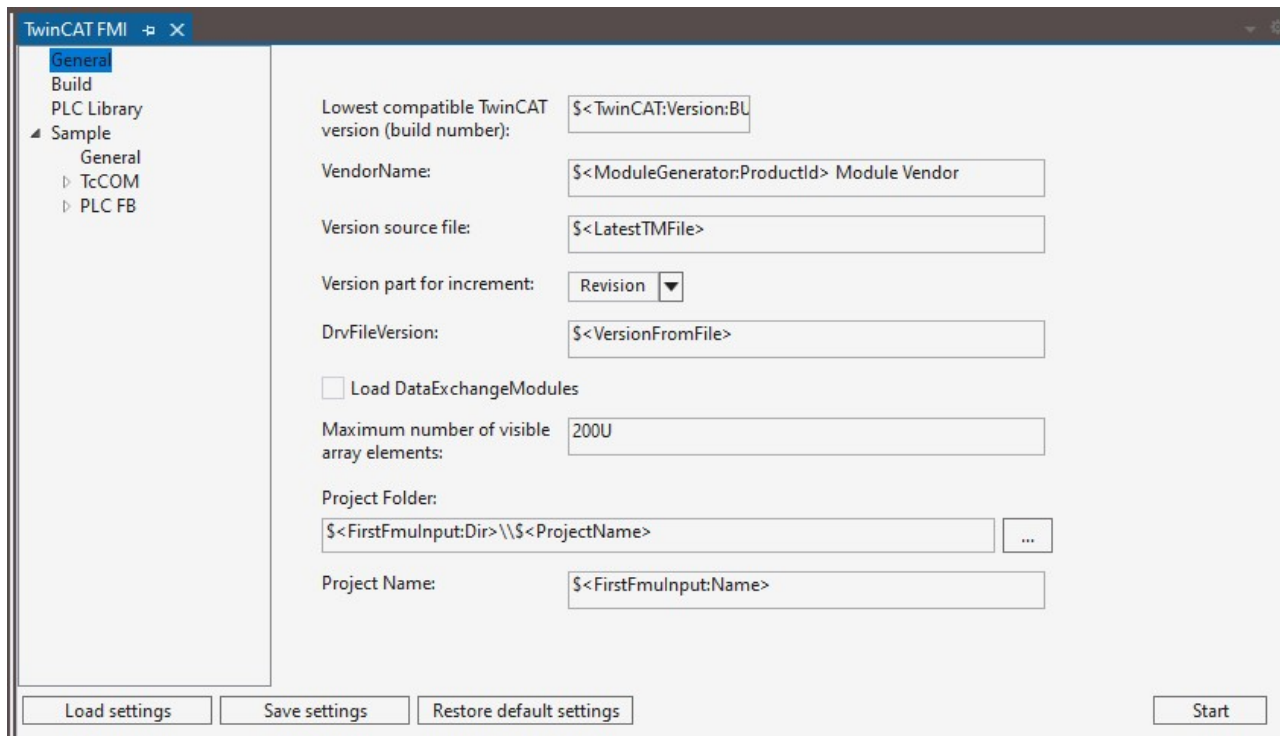 TwinCAT FMI
General
Build
PLC Library
Sample
General
TcCOM
PLC FB
Lowest compatible TwinCAT
version (build number):
$<TwinCAT:Version:BU
VendorName:
$<ModuleGenerator:ProductId> Module Vendor
Version source file:
$<LatestTMFile>
Version part for increment:
Revision
DrvFileVersion:
$<VersionFromFile>
Load DataExchangeModules
Maximum number of visible
array elements:
200U
Project Folder:
$<FirstFmuInput:Dir>\\$<ProjectName>
...
Project Name:
$<FirstFmuInput:Name>
Load settings
Save settings
Restore default settings
Start